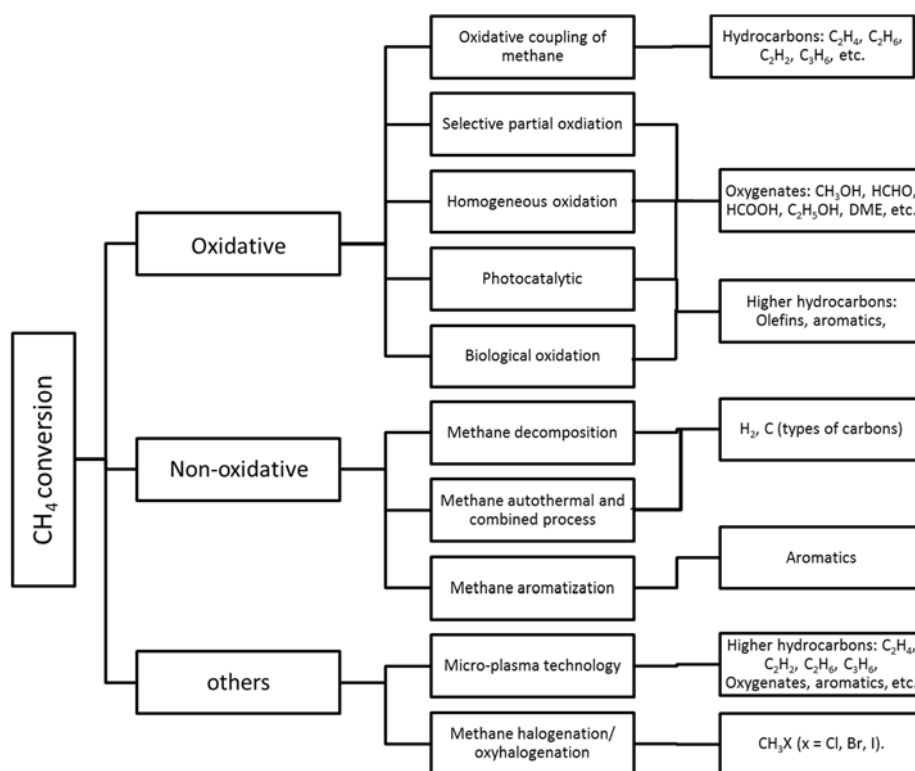 CH₄ conversion
Oxidative
Non-oxidative
others
Oxidative coupling of
methane
Selective partial oxdiation
Homogeneous oxidation
Photocatalytic
Biological oxidation
Methane decomposition
Methane autothermal and
combined process
Methane aromatization
Micro-plasma technology
Methane halogenation/
oxyhalogenation
Hydrocarbons: C₂H₄, C₂H₆,
C₂H₂, C₃H₆, etc.
Oxygenates: CH₃OH, HCHO,
HCOOH, C₂H₅OH, DME, etc.
Higher hydrocarbons:
Olefins, aromatics,
H₂, C (types of carbons)
Aromatics
Higher hydrocarbons: C₂H₄,
C₂H₂, C₂H₆, C₃H₆,
Oxygenates, aromatics, etc.
CH₃X (x = Cl, Br, I).